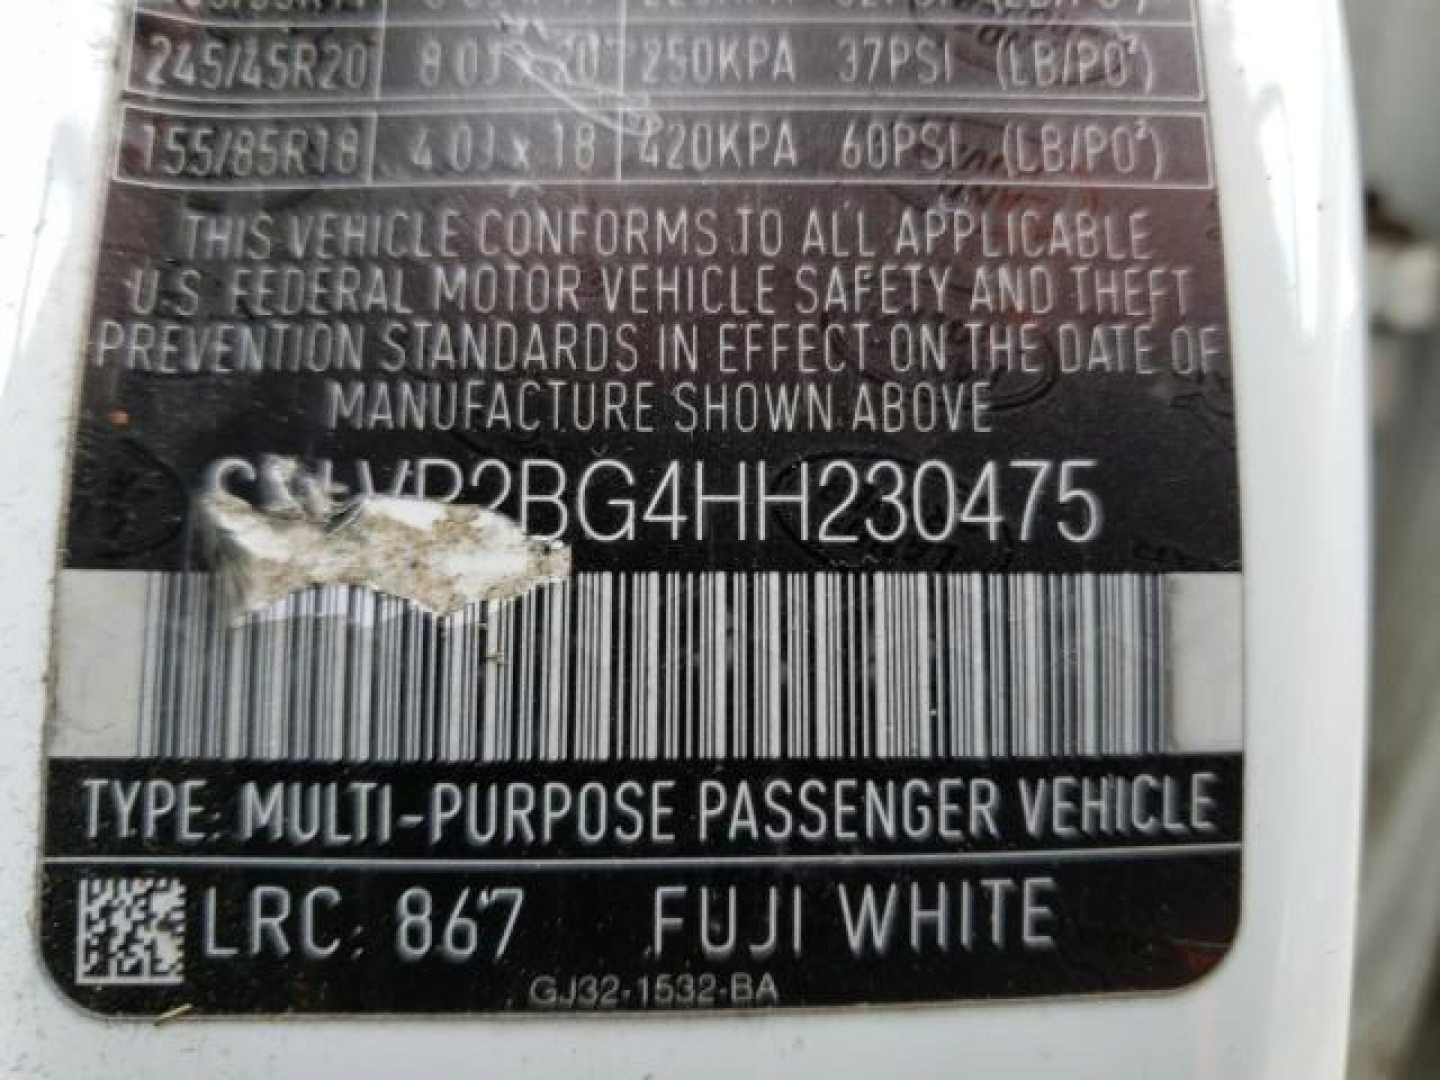 245/45R20 8.0J x 20 250KPA 37PSI (LB/PO²)
155/85R18 4.0J x 18 420KPA 60PSI (LB/PO²)
THIS VEHICLE CONFORMS TO ALL APPLICABLE
U.S. FEDERAL MOTOR VEHICLE SAFETY AND THEFT
PREVENTION STANDARDS IN EFFECT ON THE DATE OF
MANUFACTURE SHOWN ABOVE
SALVR2BG4HH230475
TYPE: MULTI-PURPOSE PASSENGER VEHICLE
LRC: 867 FUJI WHITE
GJ32-1532-BA